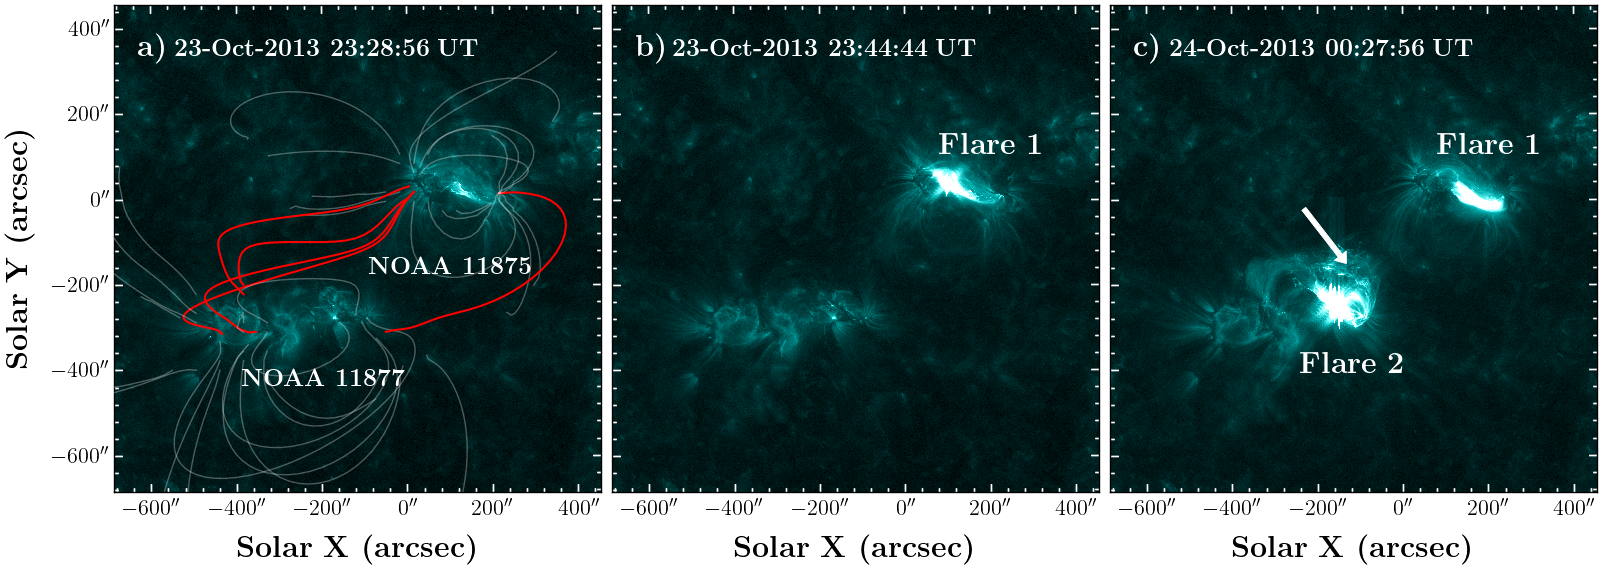 a) 23-Oct-2013 23:28:56 UT
b) 23-Oct-2013 23:44:44 UT
c) 24-Oct-2013 00:27:56 UT
400″
200″
0″
−200″
−400″
−600″
Solar Y (arcsec)
NOAA 11875
NOAA 11877
Flare 1
Flare 1
Flare 2
−600″ −400″ −200″ 0″ 200″ 400″
−600″ −400″ −200″ 0″ 200″ 400″
−600″ −400″ −200″ 0″ 200″ 400″
Solar X (arcsec)
Solar X (arcsec)
Solar X (arcsec)